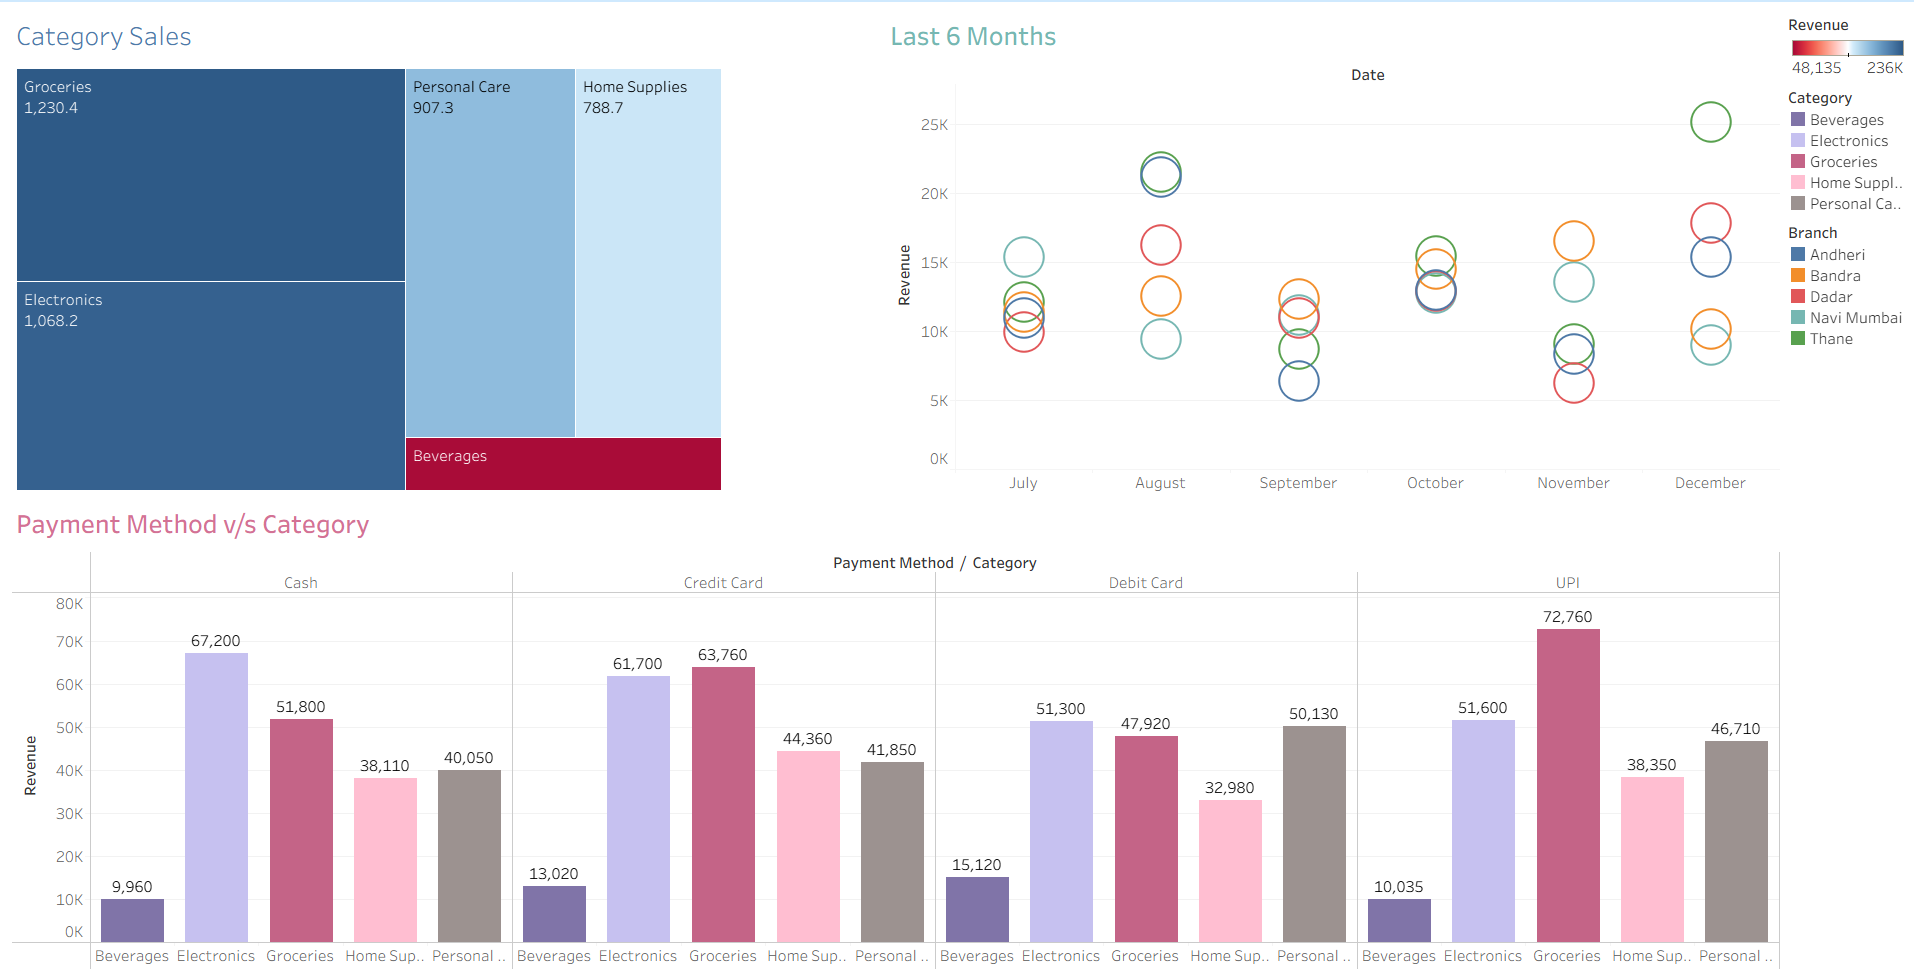 Category Sales
Groceries
1,230.4
Electronics
1,068.2
Personal Care
907.3
Home Supplies
788.7
Beverages
Last 6 Months
Date
Revenue
25K
20K
15K
10K
5K
0K
July August September October November December
Revenue
48,135 236K
Category
Beverages
Electronics
Groceries
Home Suppl..
Personal Ca..
Branch
Andheri
Bandra
Dadar
Navi Mumbai
Thane
Payment Method v/s Category
Payment Method / Category
Cash Credit Card Debit Card UPI
Revenue
80K
70K
60K
50K
40K
30K
20K
10K
0K
9,960 67,200 51,800 38,110 40,050
13,020 61,700 63,760 44,360 41,850
15,120 51,300 47,920 32,980 50,130
10,035 51,600 72,760 38,350 46,710
Beverages Electronics Groceries Home Sup.. Personal .. Beverages Electronics Groceries Home Sup.. Personal .. Beverages Electronics Groceries Home Sup.. Personal .. Beverages Electronics Groceries Home Sup.. Personal ..